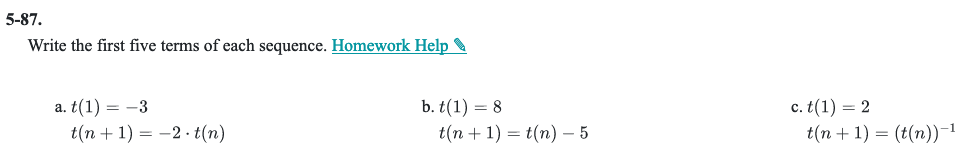 5-87.
Write the first five terms of each sequence. Homework Help ✎
a. t(1) = −3
t(n + 1) = −2 · t(n)
b. t(1) = 8
t(n + 1) = t(n) − 5
c. t(1) = 2
t(n + 1) = (t(n))⁻¹